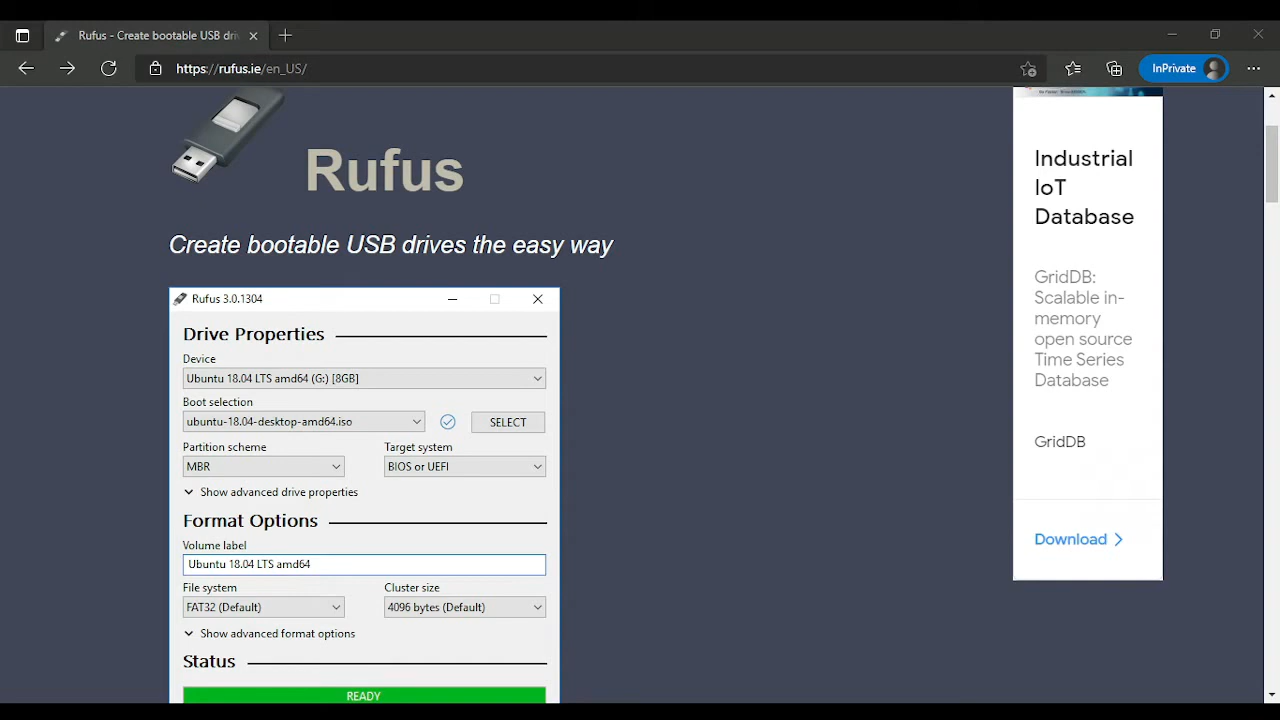 Rufus - Create bootable USB driv
https://rufus.ie/en_US/
InPrivate
Rufus
Create bootable USB drives the easy way
Rufus 3.0.1304
Drive Properties
Device
Ubuntu 18.04 LTS amd64 (G:) [8GB]
Boot selection
ubuntu-18.04-desktop-amd64.iso
SELECT
Partition scheme
Target system
MBR
BIOS or UEFI
Show advanced drive properties
Format Options
Volume label
Ubuntu 18.04 LTS amd64
File system
Cluster size
FAT32 (Default)
4096 bytes (Default)
Show advanced format options
Status
READY
Industrial
IoT
Database
GridDB:
Scalable in-
memory
open source
Time Series
Database
GridDB
Download